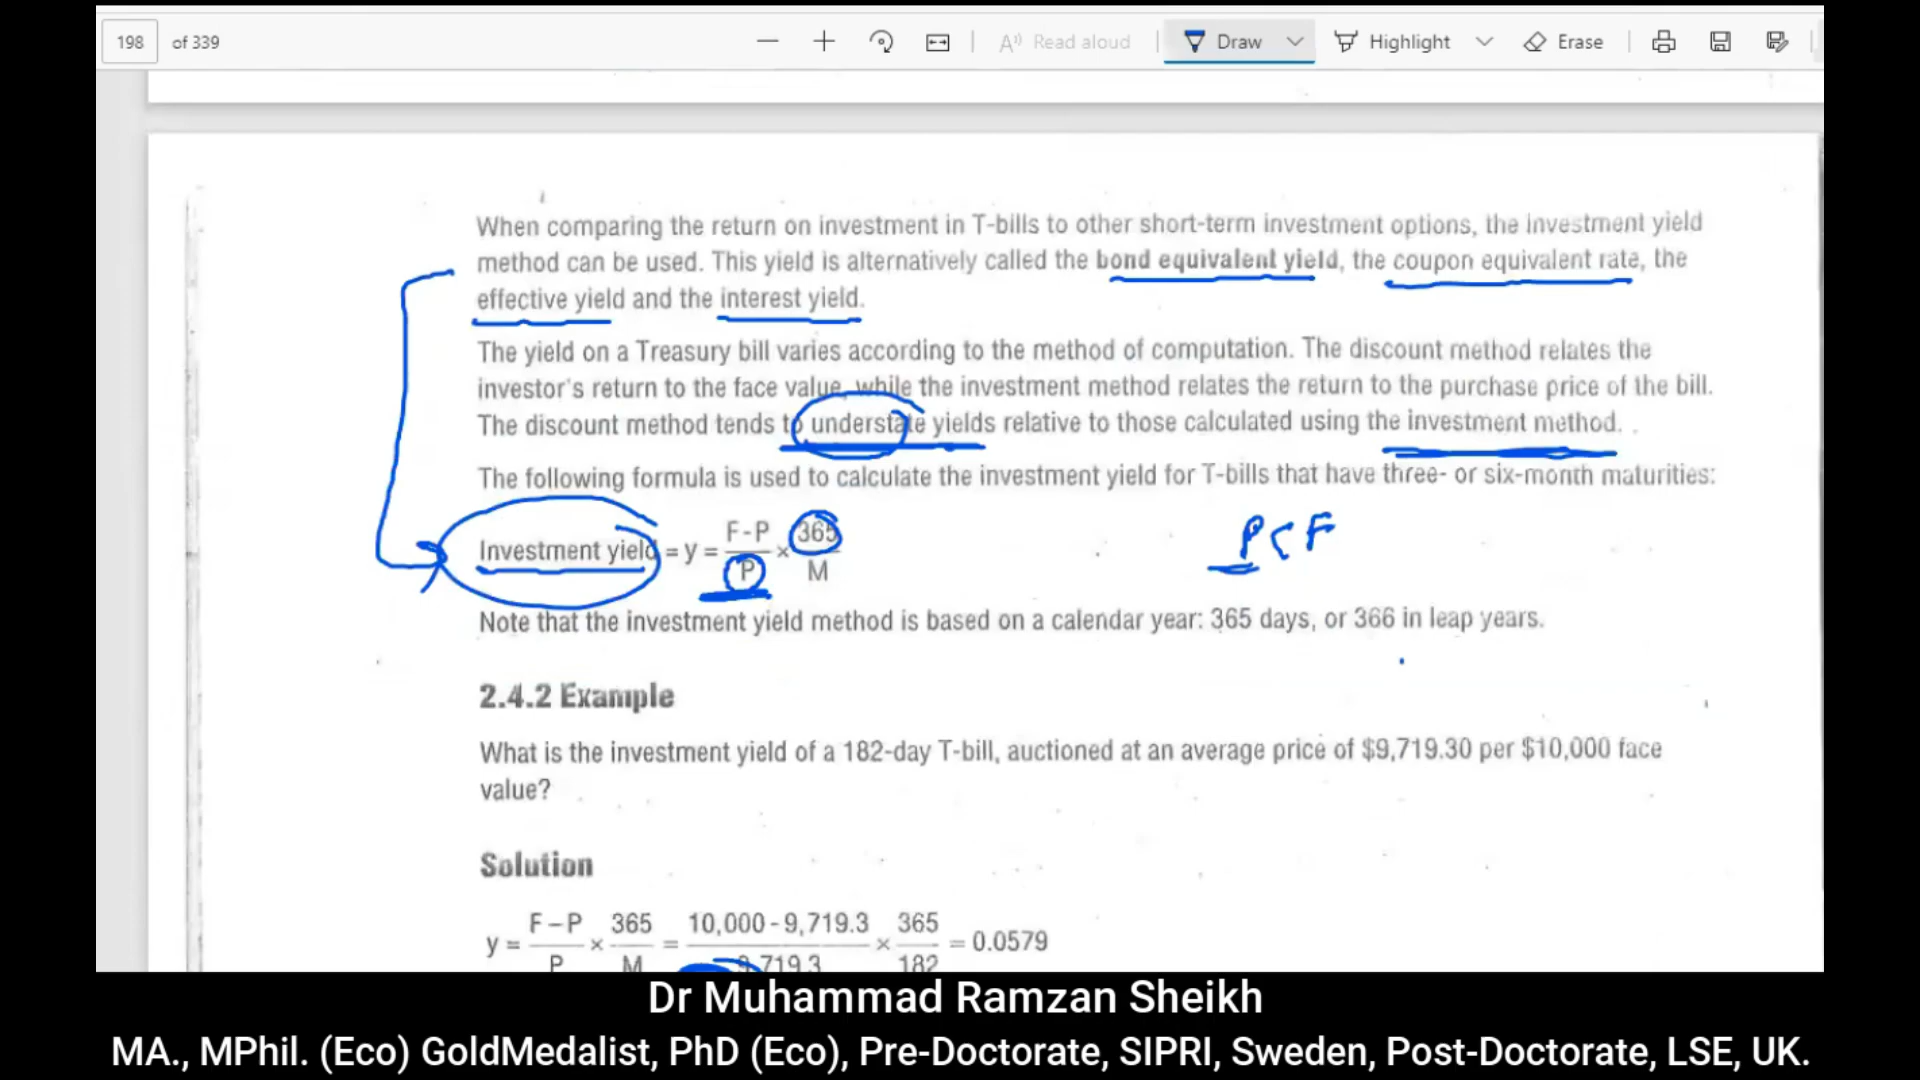 198 of 339 Read aloud Draw Highlight Erase
When comparing the return on investment in T-bills to other short-term investment options, the investment yield
method can be used. This yield is alternatively called the bond equivalent yield, the coupon equivalent rate, the
effective yield and the interest yield.
The yield on a Treasury bill varies according to the method of computation. The discount method relates the
investor's return to the face value, while the investment method relates the return to the purchase price of the bill.
The discount method tends to understate yields relative to those calculated using the investment method.
The following formula is used to calculate the investment yield for T-bills that have three- or six-month maturities:
F-P 365
Investment yield = y = ×
P M
P < F
Note that the investment yield method is based on a calendar year: 365 days, or 366 in leap years.
2.4.2 Example
What is the investment yield of a 182-day T-bill, auctioned at an average price of $9,719.30 per $10,000 face
value?
Solution
F – P 365 10,000 - 9,719.3 365
y = × = × = 0.0579
P M 9,719.3 182
Dr Muhammad Ramzan Sheikh
MA., MPhil. (Eco) GoldMedalist, PhD (Eco), Pre-Doctorate, SIPRI, Sweden, Post-Doctorate, LSE, UK.